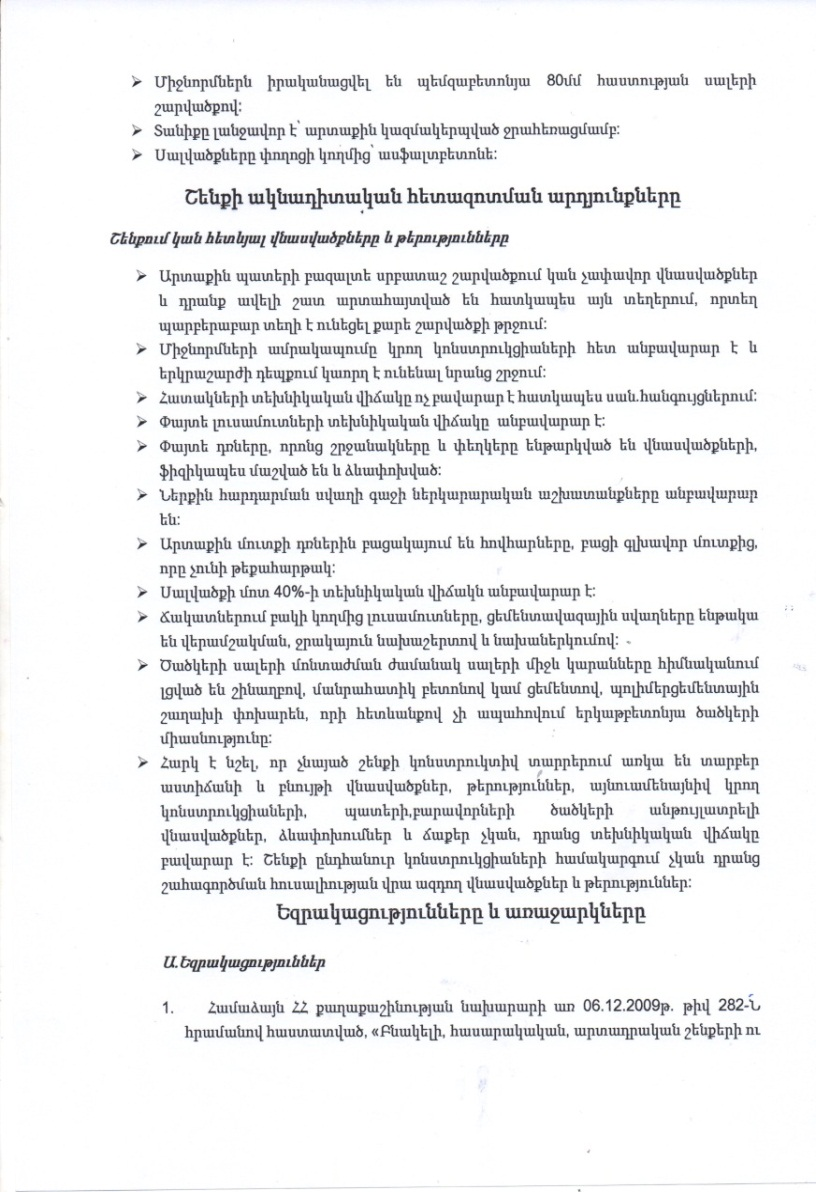 ➢ Միջնորմներն իրականացվել են պեմզաբետոնյա 80մմ հաստության սալերի
շարվածքով:
➢ Տանիքը լանջավոր է՝ արտաքին կազմակերպված ջրահեռացմամբ:
➢ Սալվածքները փողոցի կողմից՝ ասֆալտբետոնե:
Շենքի ակնադիտական հետազոտման արդյունքները
Շենքում կան հետևյալ վնասվածքները և թերությունները
➢ Արտաքին պատերի բազալտե սրբատաշ շարվածքում կան չափավոր վնասվածքներ
և դրանք ավելի շատ արտահայտված են հատկապես այն տեղերում, որտեղ
պարբերաբար տեղի է ունեցել քարե շարվածքի թրջում:
➢ Միջնորմների ամրակապումը կրող կոնստրուկցիաների հետ անբավարար է և
երկրաշարժի դեպքում կաորղ է ունենալ նրանց շրջում:
➢ Հատակների տեխնիկական վիճակը ոչ բավարար է հատկապես սան.հանգույցներում:
➢ Փայտե լուսամուտների տեխնիկական վիճակը անբավարար է:
➢ Փայտե դռները, որոնց շրջանակները և փեղկերը ենթարկված են վնասվածքների,
ֆիզիկապես մաշված են և ձևափոխված:
➢ Ներքին հարդարման սվաղի գաջի ներկարարական աշխատանքները անբավարար
են:
➢ Արտաքին մուտքի դռներին բացակայում են հովհարները, բացի գլխավոր մուտքից,
որը չունի թեքահարթակ:
➢ Սալվածքի մոտ 40%-ի տեխնիկական վիճակն անբավարար է:
➢ Ճակատներում բակի կողմից լուսամուտները, ցեմենտավազային սվաղները ենթակա
են վերամշակման, ջրակայուն նախաշերտով և նախաներկումով:
➢ Ծածկերի սալերի մոնտաժման ժամանակ սալերի միջև կարանները հիմնականում
լցված են շինաղբով, մանրահատիկ բետոնով կամ ցեմենտով, պոլիմերցեմենտային
շաղախի փոխարեն, որի հետևանքով չի ապահովում երկաթբետոնյա ծածկերի
միասնությունը:
➢ Հարկ է նշել, որ չնայած շենքի կոնստրուկտիվ տարրերում առկա են տարբեր
աստիճանի և բնույթի վնասվածքներ, թերություններ, այնուամենայնիվ կրող
կոնստրուկցիաների, պատերի,բարավորների ծածկերի անթույլատրելի
վնասվածքներ, ձևափոխումներ և ճաքեր չկան, դրանց տեխնիկական վիճակը
բավարար է: Շենքի ընդհանուր կոնստրուկցիաների համակարգում չկան դրանց
շահագործման հուսալիության վրա ազդող վնասվածքներ և թերություններ:
Եզրակացությունները և առաջարկները
Ա.Եզրակացություններ
1. Համաձայն ՀՀ քաղաքաշինության նախարարի առ 06.12.2009թ. թիվ 282-Ն
հրամանով հաստատված, «Բնակելի, հասարակական, արտադրական շենքերի ու